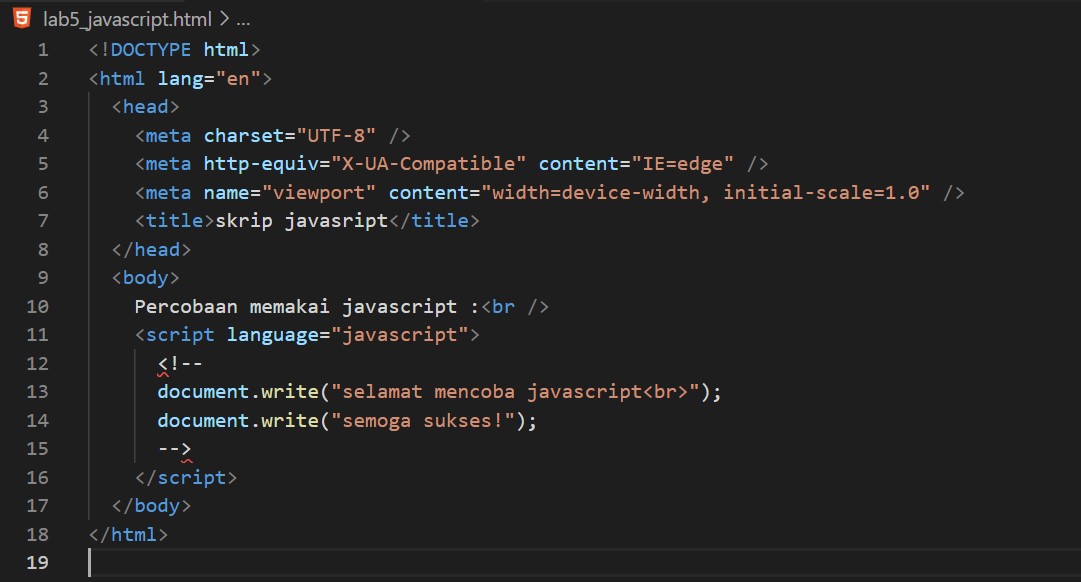 lab5_javascript.html > ...
1 <!DOCTYPE html>
2 <html lang="en">
3 <head>
4 <meta charset="UTF-8" />
5 <meta http-equiv="X-UA-Compatible" content="IE=edge" />
6 <meta name="viewport" content="width=device-width, initial-scale=1.0" />
7 <title>skrip javasript</title>
8 </head>
9 <body>
10 Percobaan memakai javascript :<br />
11 <script language="javascript">
12 <!--
13 document.write("selamat mencoba javascript<br>");
14 document.write("semoga sukses!");
15 -->
16 </script>
17 </body>
18 </html>
19